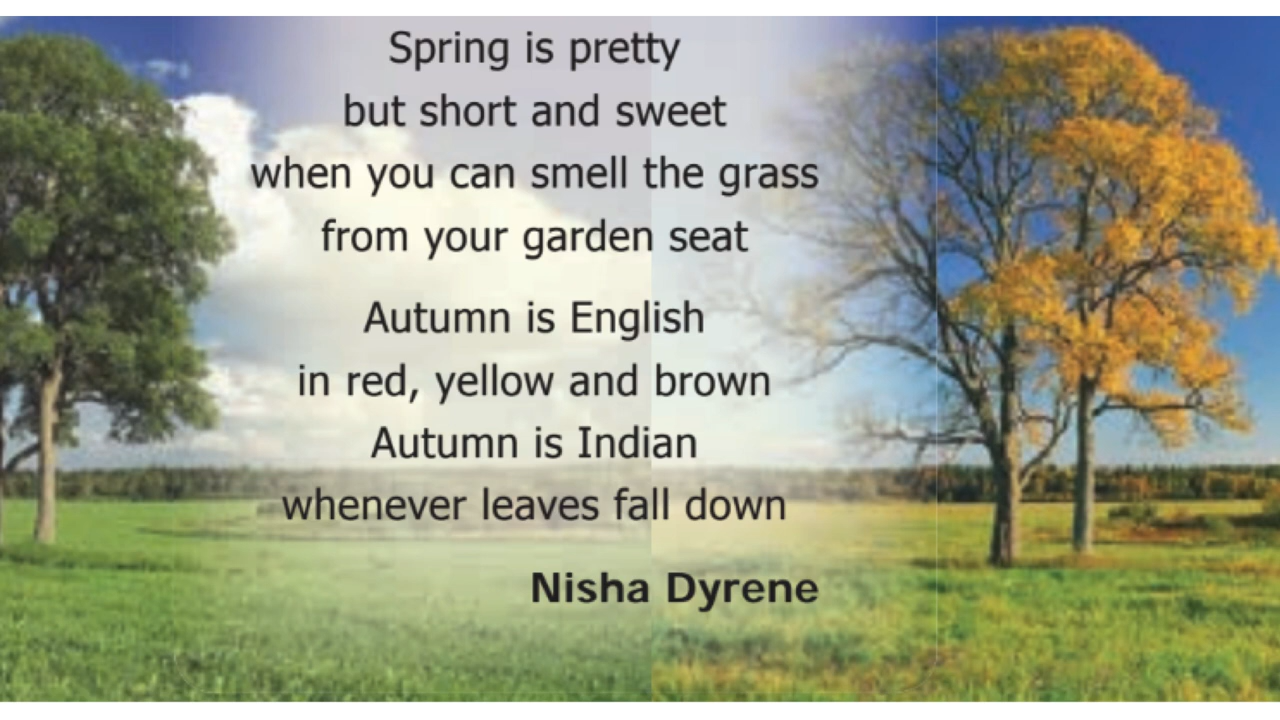 Spring is pretty
but short and sweet
when you can smell the grass
from your garden seat
Autumn is English
in red, yellow and brown
Autumn is Indian
whenever leaves fall down
Nisha Dyrene